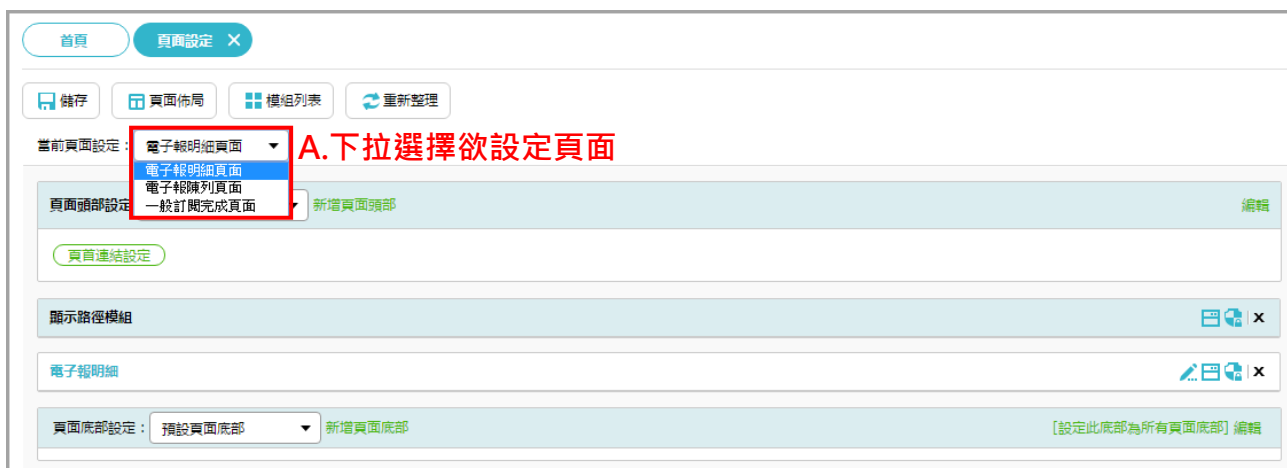 首頁 頁面設定 X
儲存 頁面佈局 模組列表 重新整理
當前頁面設定： 電子報明細頁面 A.下拉選擇欲設定頁面
電子報明細頁面
電子報陳列頁面
一般訂閱完成頁面
頁面頭部設定 新增頁面頭部 編輯
頁首連結設定
顯示路徑模組 x
電子報明細 x
頁面底部設定： 預設頁面底部 新增頁面底部 [設定此底部為所有頁面底部] 編輯